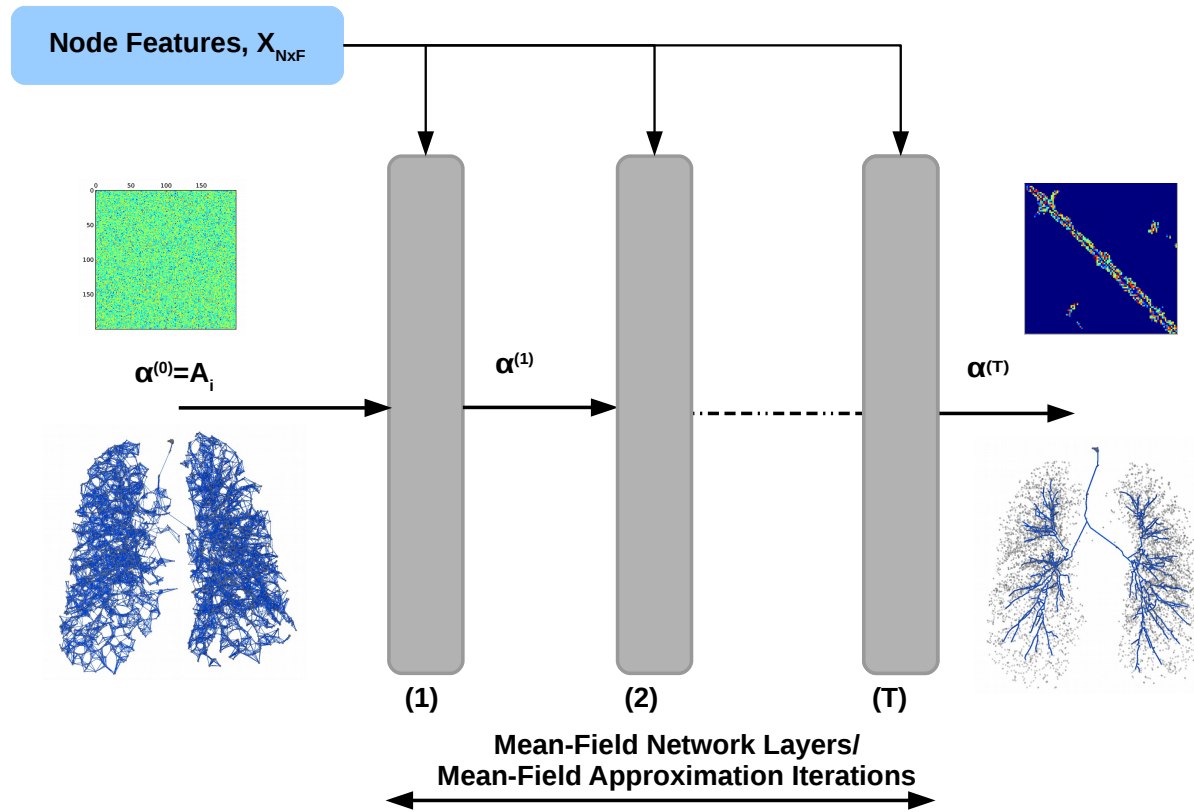 Node Features, X_NxF
0 50 100 150
0
50
100
150
α^(0)=A_i
α^(1)
α^(T)
(1) (2) (T)
Mean-Field Network Layers/
Mean-Field Approximation Iterations